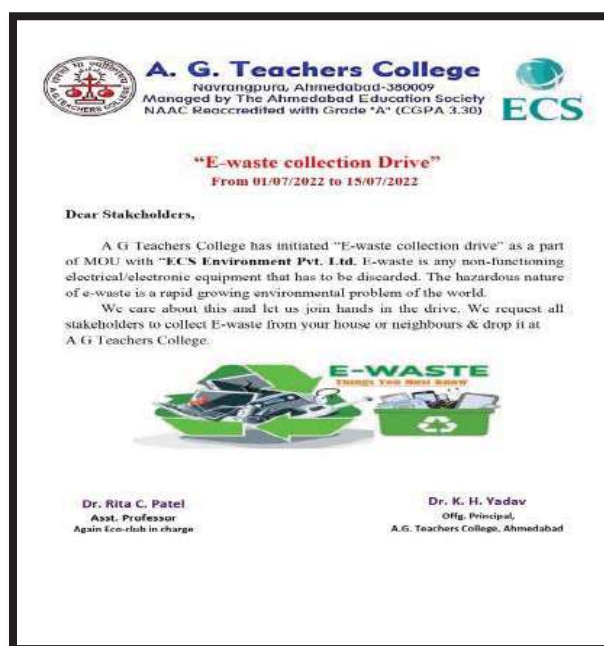 A. G. Teachers College
Navrangpura, Ahmedabad-380009
Managed by The Ahmedabad Education Society
NAAC Reaccredited with Grade "A" (CGPA 3.30)
ECS
"E-waste collection Drive"
From 01/07/2022 to 15/07/2022
Dear Stakeholders,
A G Teachers College has initiated "E-waste collection drive" as a part
of MOU with "ECS Environment Pvt. Ltd. E-waste is any non-functioning
electrical/electronic equipment that has to be discarded. The hazardous nature
of e-waste is a rapid growing environmental problem of the world.
We care about this and let us join hands in the drive. We request all
stakeholders to collect E-waste from your house or neighbours & drop it at
A G Teachers College.
E-WASTE
Things You Must Know
Dr. Rita C. Patel
Asst. Professor
Again Eco-club in charge
Dr. K. H. Yadav
Offg. Principal,
A.G. Teachers College, Ahmedabad